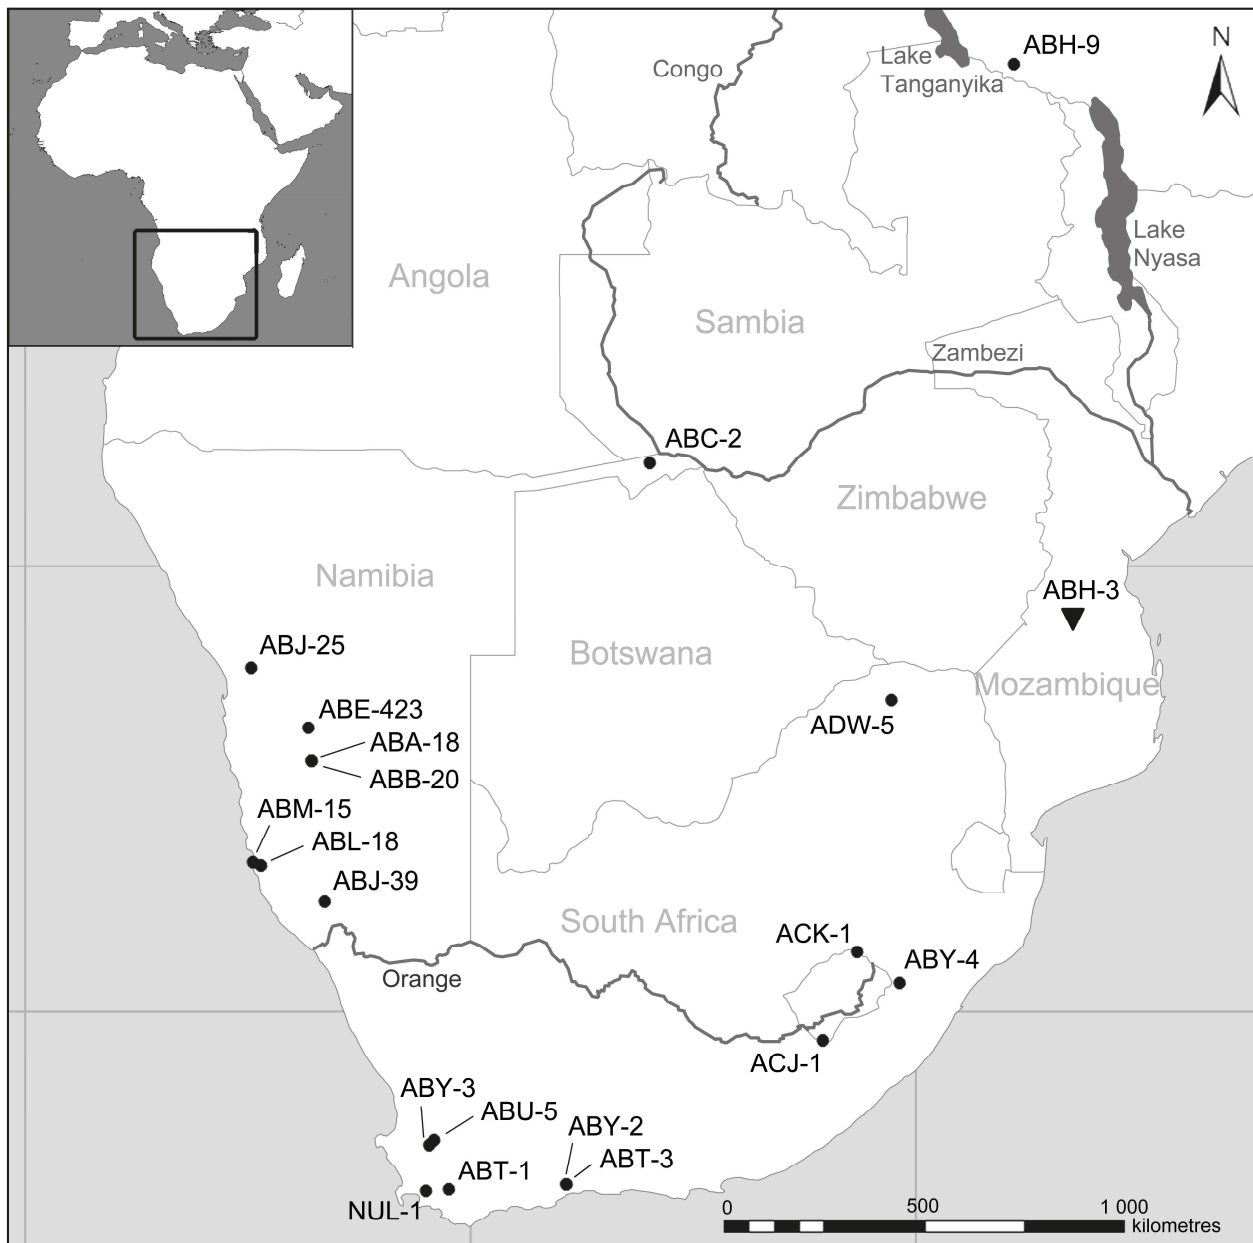 ABH-9
N
Lake
Tanganyika
Congo
Lake
Nyasa
Angola
Sambia
Zambezi
ABC-2
Zimbabwe
Namibia
ABH-3
ABJ-25
Botswana
Mozambique
ABE-423
ADW-5
ABA-18
ABB-20
ABM-15
ABL-18
ABJ-39
South Africa
ACK-1
ABY-4
Orange
ACJ-1
ABY-3
ABU-5
ABY-2
ABT-3
ABT-1
NUL-1
0 500 1 000
kilometres